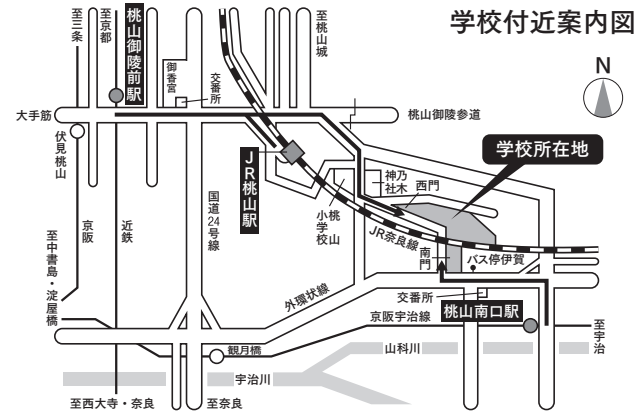 学校付近案内図
至三条
至京都
桃山御陵前駅
御香宮
交番所
至桃山城
N
大手筋
桃山御陵参道
伏見桃山
学校所在地
JR桃山駅
乃木神社
西門
桃山小学校
国道24号線
京阪
近鉄
JR奈良線
南門
バス停伊賀
至中書島・淀屋橋
外環状線
交番所
桃山南口駅
京阪宇治線
至宇治
観月橋
山科川
宇治川
至西大寺・奈良
至奈良